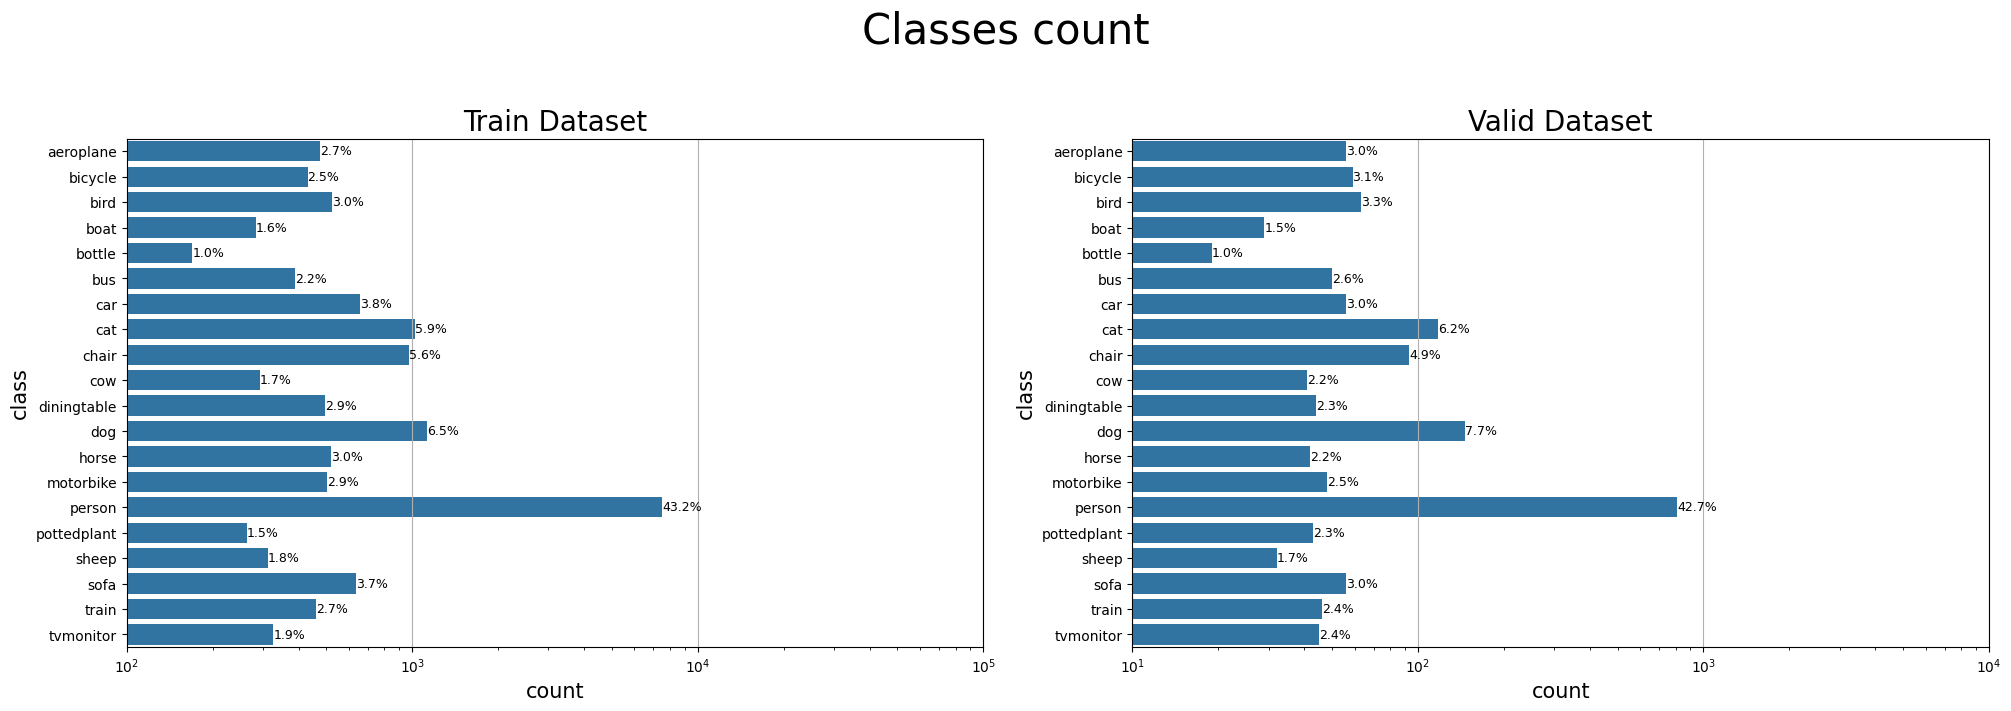 Classes count
Train Dataset
class
aeroplane 2.7%
bicycle 2.5%
bird 3.0%
boat 1.6%
bottle 1.0%
bus 2.2%
car 3.8%
cat 5.9%
chair 5.6%
cow 1.7%
diningtable 2.9%
dog 6.5%
horse 3.0%
motorbike 2.9%
person 43.2%
pottedplant 1.5%
sheep 1.8%
sofa 3.7%
train 2.7%
tvmonitor 1.9%
10² 10³ 10⁴ 10⁵
count
Valid Dataset
class
aeroplane 3.0%
bicycle 3.1%
bird 3.3%
boat 1.5%
bottle 1.0%
bus 2.6%
car 3.0%
cat 6.2%
chair 4.9%
cow 2.2%
diningtable 2.3%
dog 7.7%
horse 2.2%
motorbike 2.5%
person 42.7%
pottedplant 2.3%
sheep 1.7%
sofa 3.0%
train 2.4%
tvmonitor 2.4%
10¹ 10² 10³ 10⁴
count